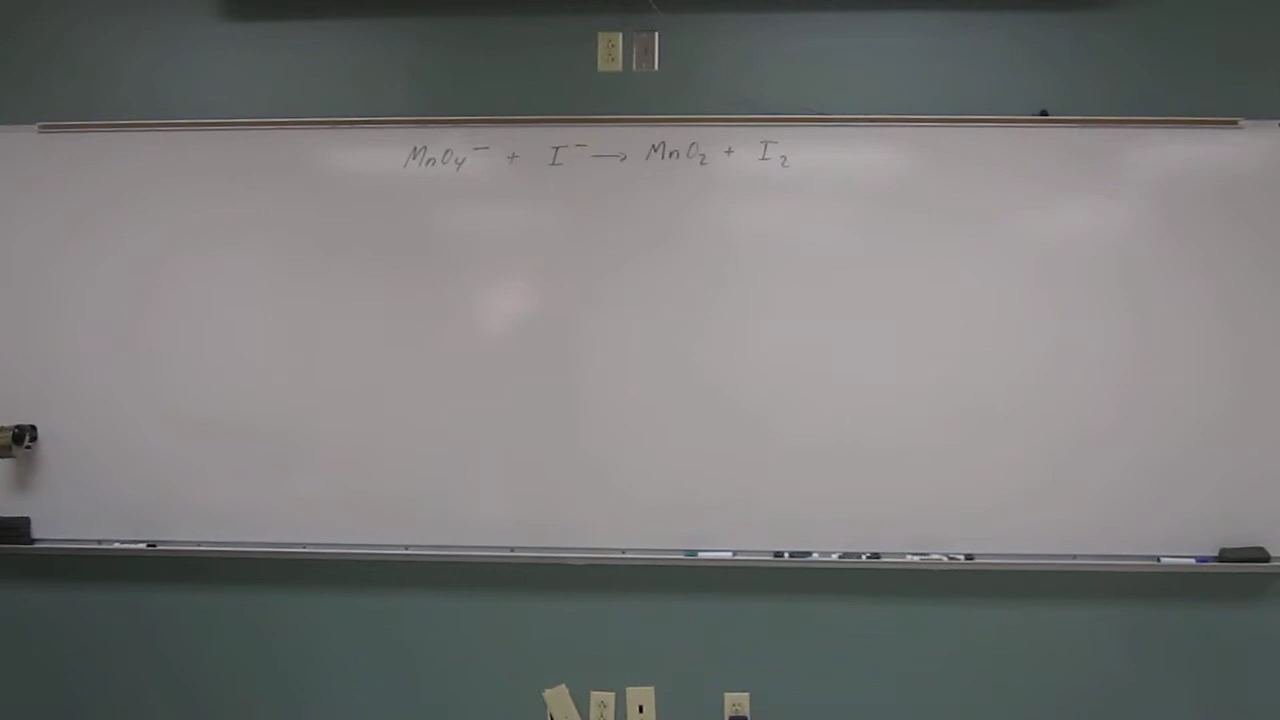 MnO₄⁻ + I⁻ → MnO₂ + I₂